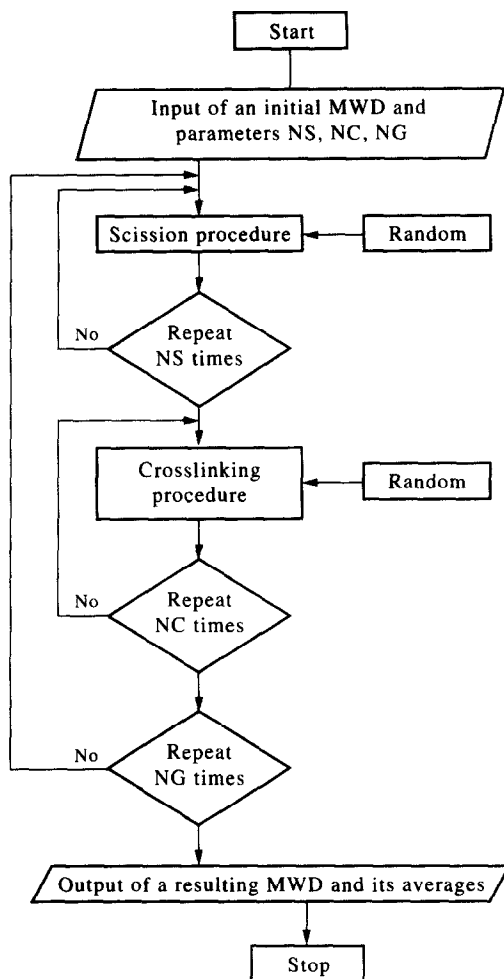 Start
Input of an initial MWD and
parameters NS, NC, NG
Scission procedure
Random
No
Repeat
NS times
Crosslinking
procedure
Random
No
Repeat
NC times
No
Repeat
NG times
Output of a resulting MWD and its averages
Stop